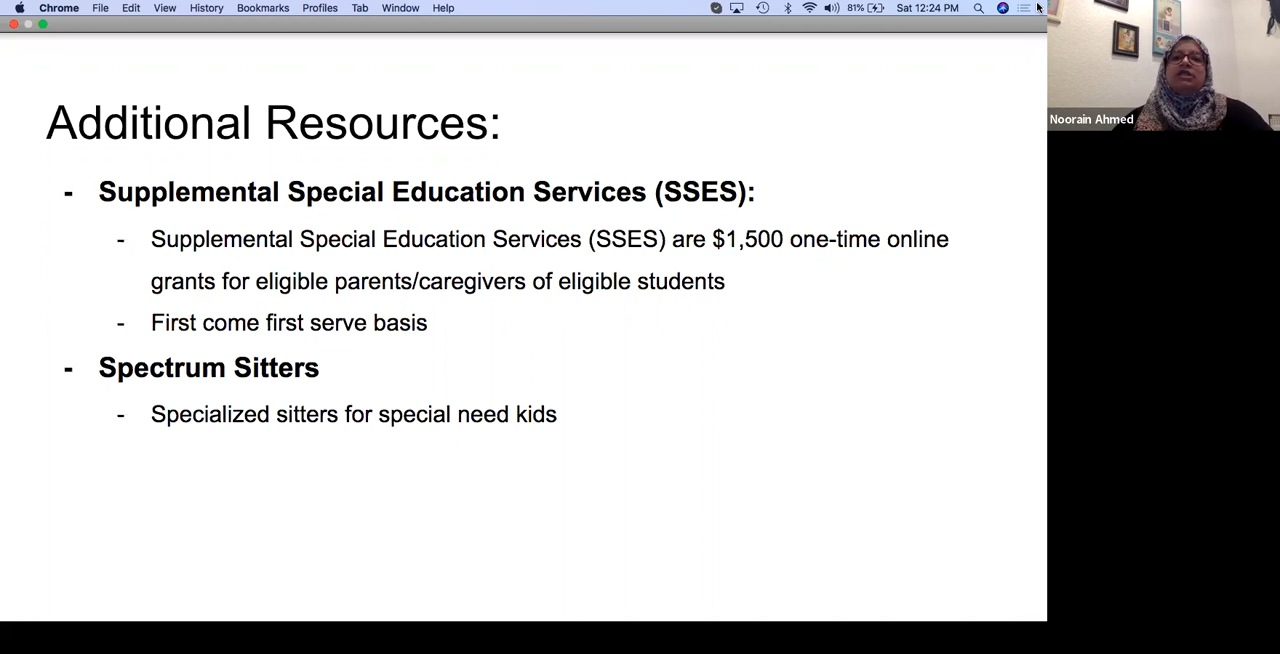 Chrome File Edit View History Bookmarks Profiles Tab Window Help 81% Sat 12:24 PM
Additional Resources:
- Supplemental Special Education Services (SSES):
- Supplemental Special Education Services (SSES) are $1,500 one-time online
grants for eligible parents/caregivers of eligible students
- First come first serve basis
- Spectrum Sitters
- Specialized sitters for special need kids
Noorain Ahmed